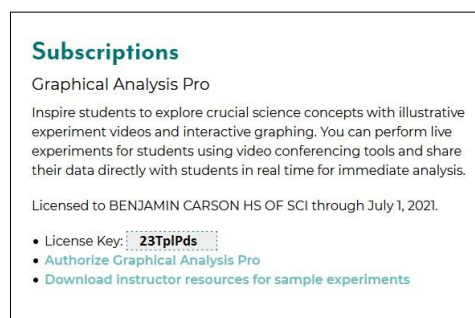 Subscriptions
Graphical Analysis Pro
Inspire students to explore crucial science concepts with illustrative
experiment videos and interactive graphing. You can perform live
experiments for students using video conferencing tools and share
their data directly with students in real time for immediate analysis.
Licensed to BENJAMIN CARSON HS OF SCI through July 1, 2021.
• License Key: 23TplPds
• Authorize Graphical Analysis Pro
• Download instructor resources for sample experiments